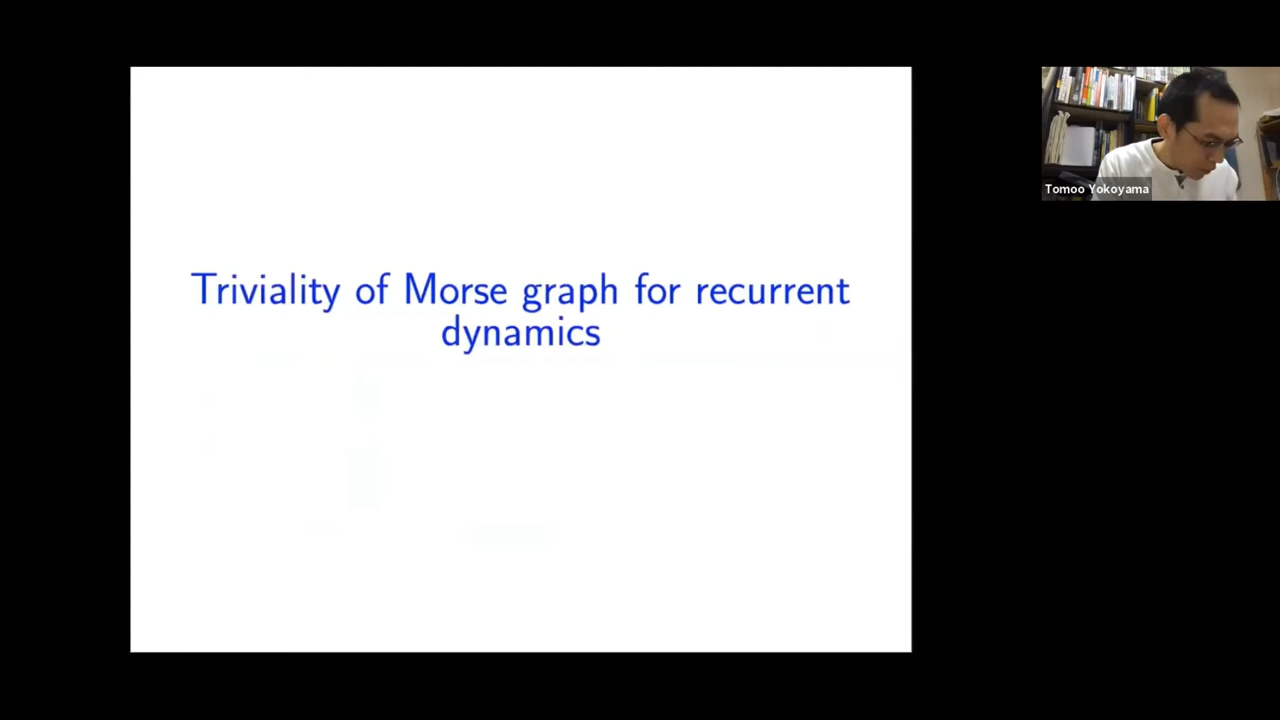 Triviality of Morse graph for recurrent
dynamics
Tomoo Yokoyama